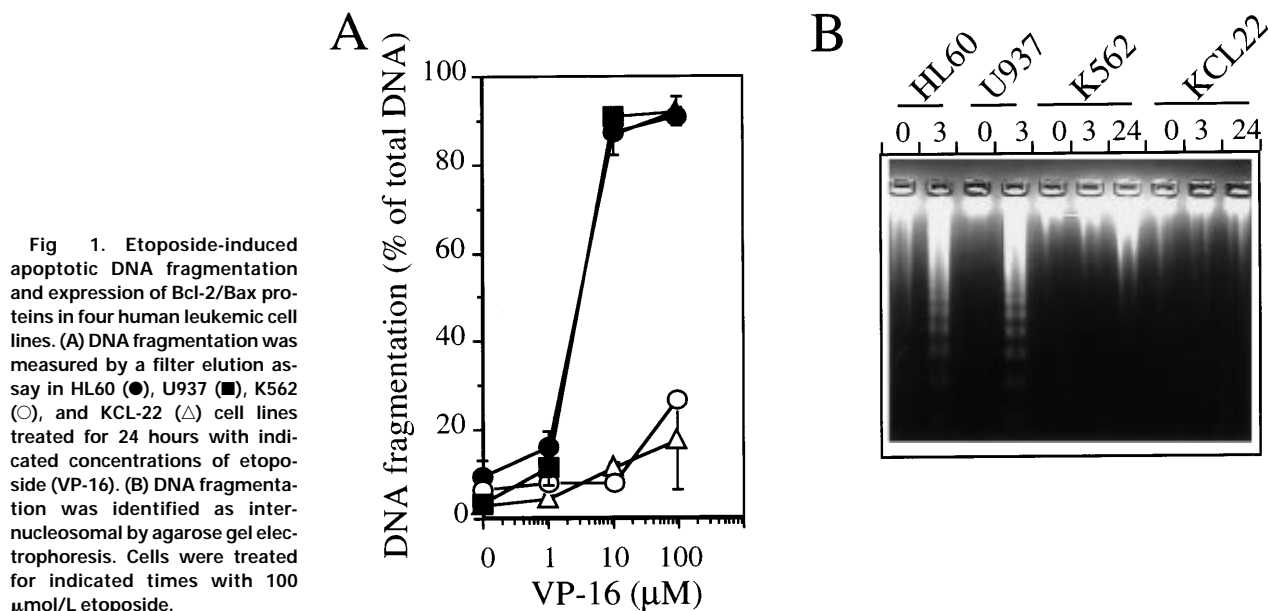 Fig 1. Etoposide-induced
apoptotic DNA fragmentation
and expression of Bcl-2/Bax pro-
teins in four human leukemic cell
lines. (A) DNA fragmentation was
measured by a filter elution as-
say in HL60 (●), U937 (■), K562
(○), and KCL-22 (△) cell lines
treated for 24 hours with indi-
cated concentrations of etopo-
side (VP-16). (B) DNA fragmenta-
tion was identified as inter-
nucleosomal by agarose gel elec-
trophoresis. Cells were treated
for indicated times with 100
μmol/L etoposide.
A
DNA fragmentation (% of total DNA)
100
80
60
40
20
0
0 1 10 100
VP-16 (μM)
B
HL60 U937 K562 KCL22
0 3 0 3 0 3 24 0 3 24